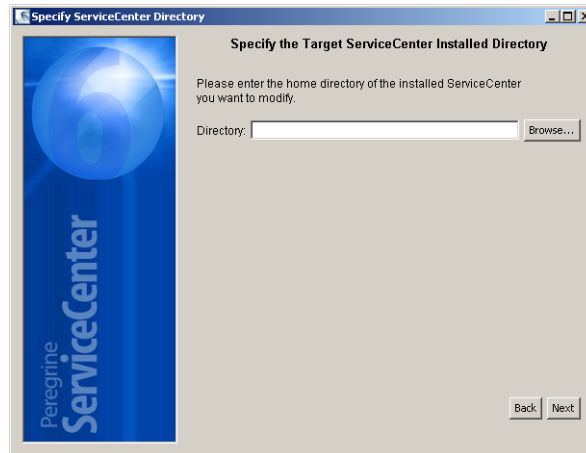 Specify ServiceCenter Directory
Specify the Target ServiceCenter Installed Directory
Please enter the home directory of the installed ServiceCenter
you want to modify.
Directory:
Browse...
6
Peregrine
ServiceCenter
Back
Next